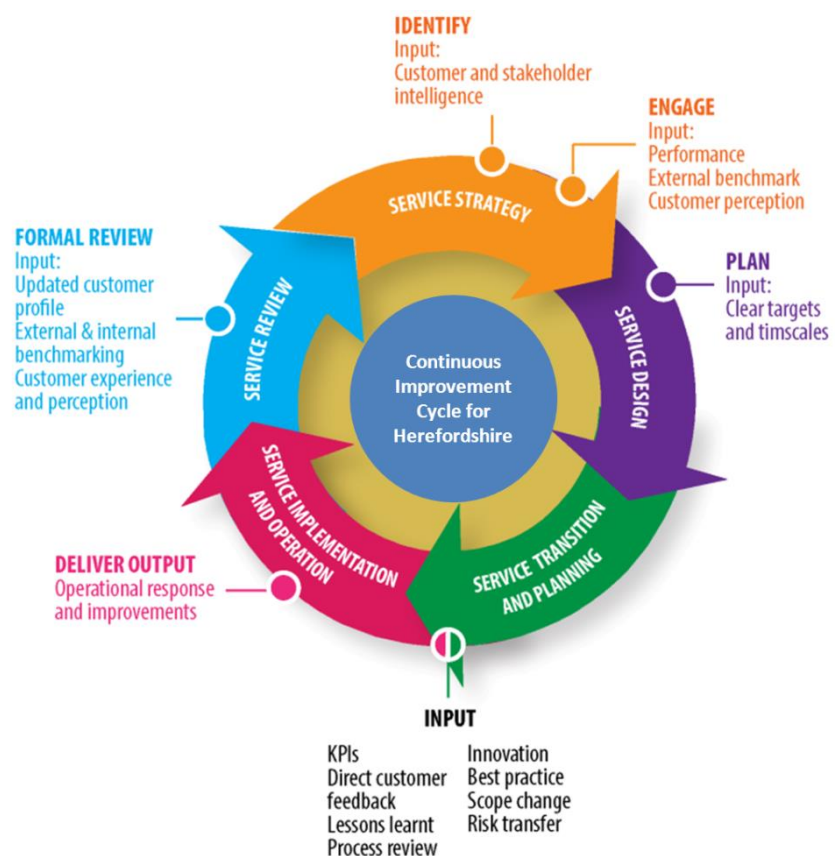 IDENTIFY
Input:
Customer and stakeholder
intelligence
ENGAGE
Input:
Performance
External benchmark
Customer perception
SERVICE STRATEGY
FORMAL REVIEW
Input:
Updated customer
profile
External & internal
benchmarking
Customer experience
and perception
SERVICE REVIEW
PLAN
Input:
Clear targets
and timscales
SERVICE DESIGN
Continuous
Improvement
Cycle for
Herefordshire
SERVICE IMPLEMENTATION
AND OPERATION
SERVICE TRANSITION
AND PLANNING
DELIVER OUTPUT
Operational response
and improvements
INPUT
KPIs
Direct customer
feedback
Lessons learnt
Process review
Innovation
Best practice
Scope change
Risk transfer